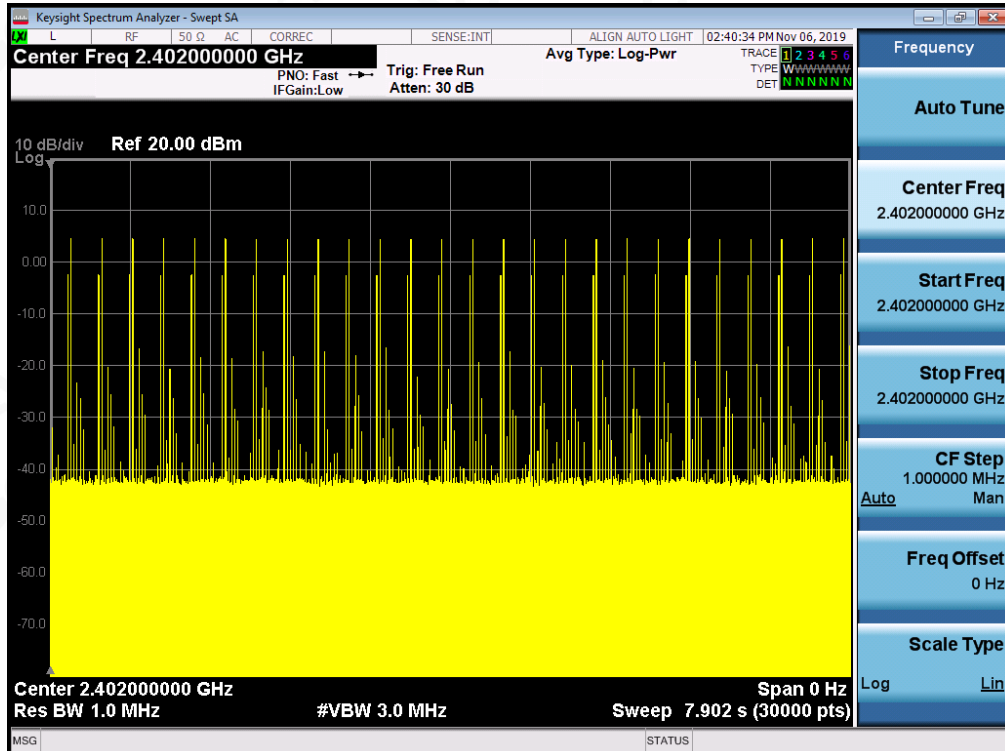 Keysight Spectrum Analyzer - Swept SA
LXI L RF 50 Ω AC CORREC SENSE:INT ALIGN AUTO LIGHT 02:40:34 PM Nov 06, 2019
Center Freq 2.402000000 GHz
PNO: Fast
IFGain:Low
Trig: Free Run
Atten: 30 dB
Avg Type: Log-Pwr
TRACE 1 2 3 4 5 6
TYPE WWWWWW
DET N N N N N N
10 dB/div
Log
Ref 20.00 dBm
10.0
0.00
-10.0
-20.0
-30.0
-40.0
-50.0
-60.0
-70.0
Center 2.402000000 GHz
Span 0 Hz
Res BW 1.0 MHz
#VBW 3.0 MHz
Sweep 7.902 s (30000 pts)
MSG
STATUS
Frequency
Auto Tune
Center Freq
2.402000000 GHz
Start Freq
2.402000000 GHz
Stop Freq
2.402000000 GHz
CF Step
1.000000 MHz
Auto Man
Freq Offset
0 Hz
Scale Type
Log Lin